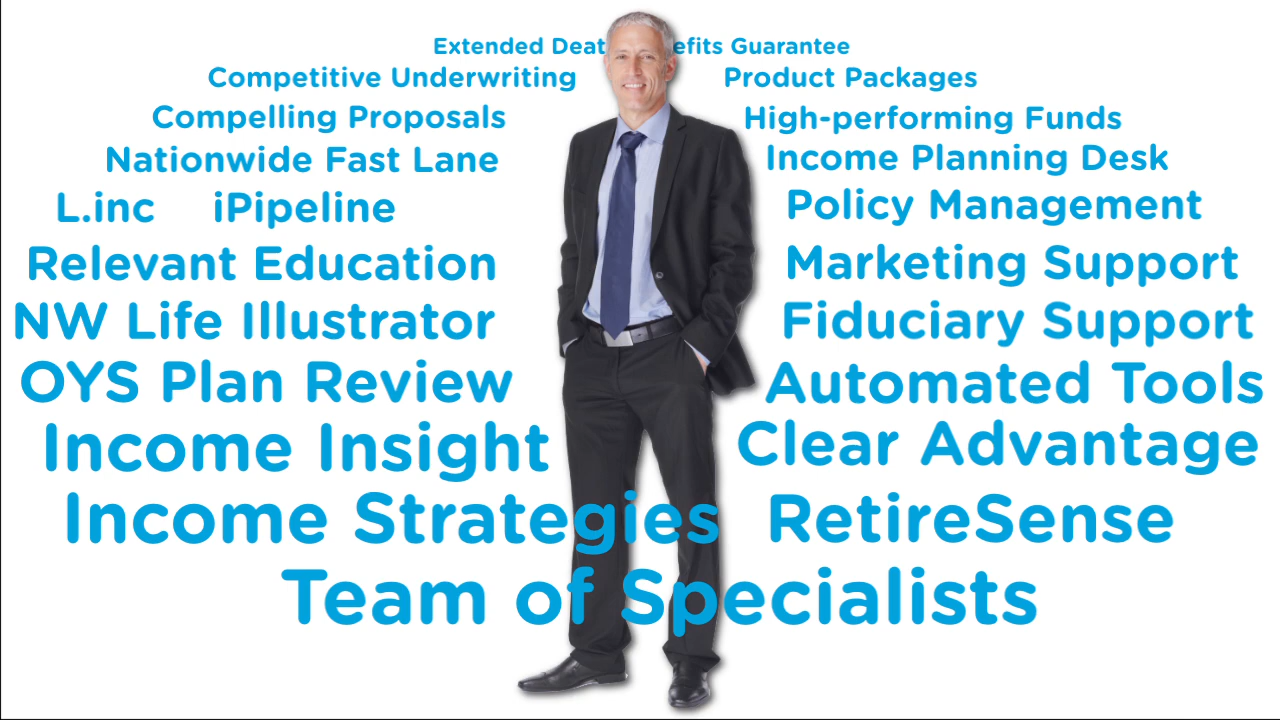 Extended Deat efits Guarantee
Competitive Underwriting Product Packages
Compelling Proposals High-performing Funds
Nationwide Fast Lane Income Planning Desk
L.inc iPipeline Policy Management
Relevant Education Marketing Support
NW Life Illustrator Fiduciary Support
OYS Plan Review Automated Tools
Income Insight Clear Advantage
Income Strategies RetireSense
Team of Specialists